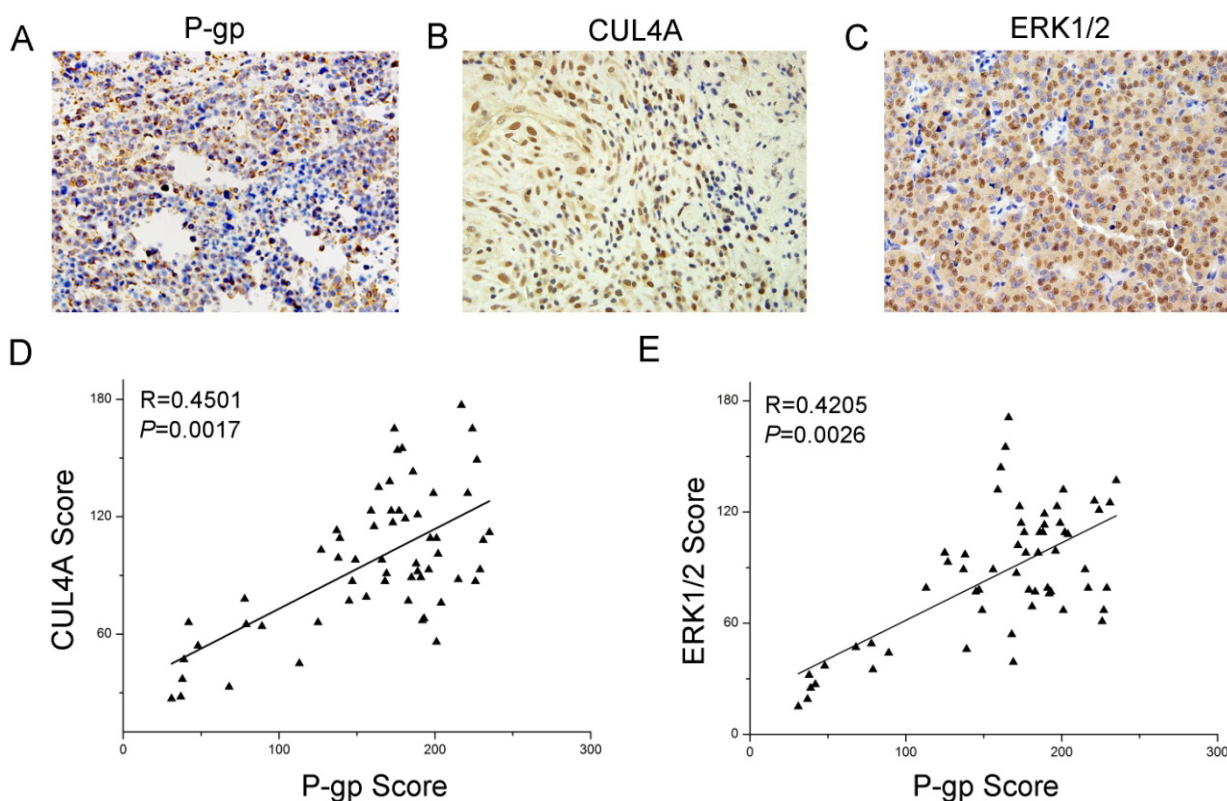 A
P-gp
B
CUL4A
C
ERK1/2
D
R=0.4501
P=0.0017
180
120
60
0
100
200
300
CUL4A Score
P-gp Score
E
R=0.4205
P=0.0026
180
120
60
0
0
100
200
300
ERK1/2 Score
P-gp Score